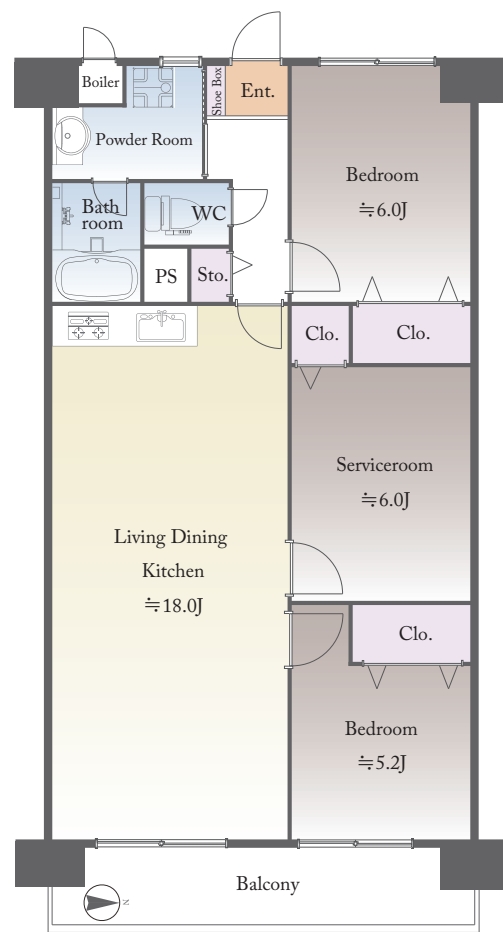 Boiler
Shoe Box
Ent.
Powder Room
Bedroom
≒6.0J
Bath
room
WC
PS
Sto.
Clo.
Clo.
Serviceroom
≒6.0J
Living Dining
Kitchen
≒18.0J
Clo.
Bedroom
≒5.2J
Balcony
N